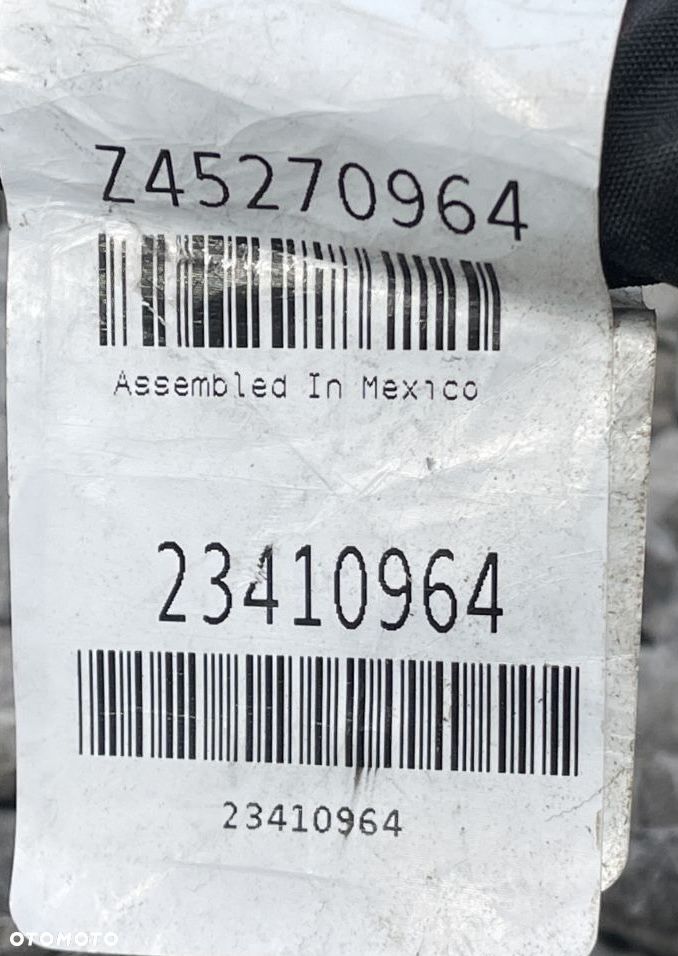 Z45270964
Assembled In Mexico
23410964
23410964
OTOMOTO